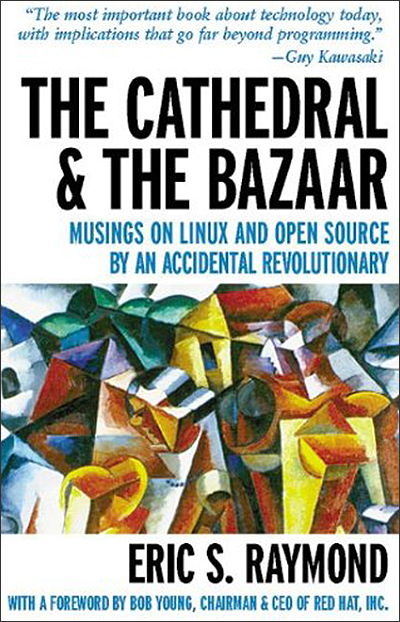 “The most important book about technology today,
with implications that go far beyond programming.”
—Guy Kawasaki
THE CATHEDRAL
& THE BAZAAR
MUSINGS ON LINUX AND OPEN SOURCE
BY AN ACCIDENTAL REVOLUTIONARY
ERIC S. RAYMOND
WITH A FOREWORD BY BOB YOUNG, CHAIRMAN & CEO OF RED HAT, INC.